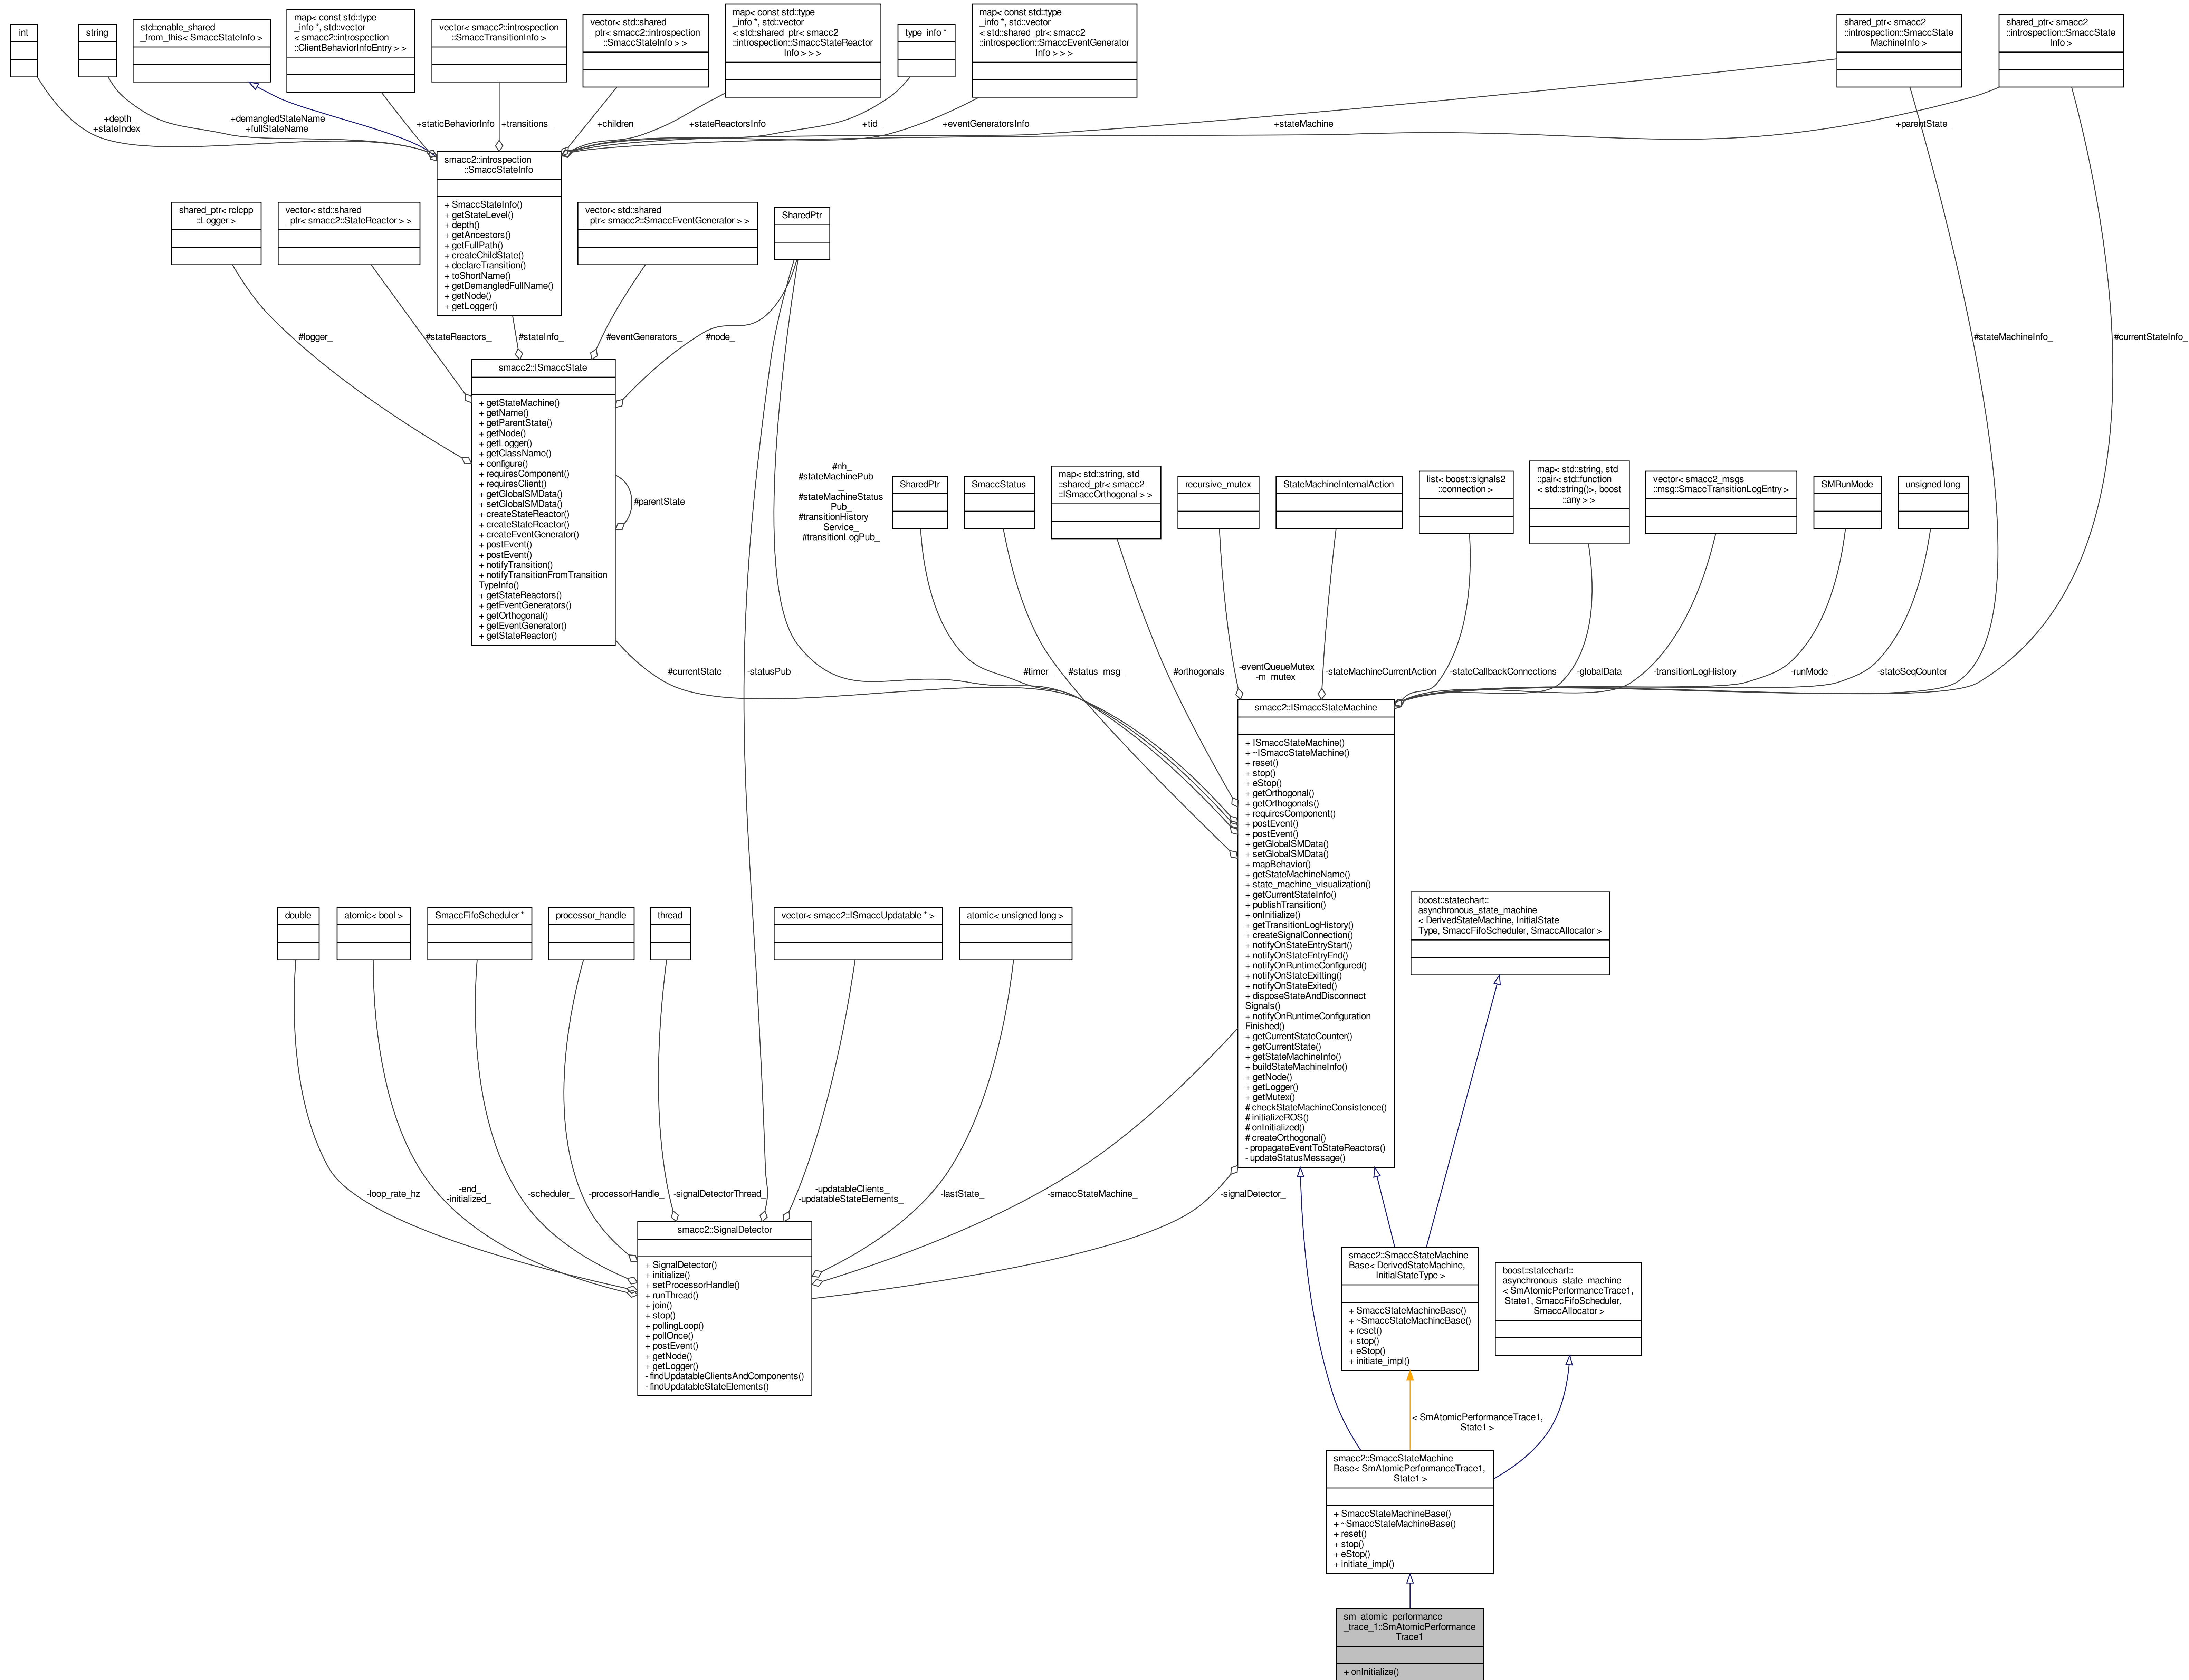 int
string
std::enable_shared
_from_this< SmaccStateInfo >
map< const std::type
_info *, std::vector
< smacc2::introspection
::ClientBehaviorInfoEntry > >
vector< smacc2::introspection
::SmaccTransitionInfo >
vector< std::shared
_ptr< smacc2::introspection
::SmaccStateInfo > >
map< const std::type
_info *, std::vector
< std::shared_ptr< smacc2
::introspection::SmaccStateReactor
Info > > >
type_info *
map< const std::type
_info *, std::vector
< std::shared_ptr< smacc2
::introspection::SmaccEventGenerator
Info > > >
shared_ptr< smacc2
::introspection::SmaccState
MachineInfo >
shared_ptr< smacc2
::introspection::SmaccState
Info >
+depth_
+stateIndex_
+demangledStateName
+fullStateName
+staticBehaviorInfo
+transitions_
+children_
+stateReactorsInfo
+tid_
+eventGeneratorsInfo
+stateMachine_
+parentState_
smacc2::introspection
::SmaccStateInfo
+ SmaccStateInfo()
+ getStateLevel()
+ depth()
+ getAncestors()
+ getFullPath()
+ createChildState()
+ declareTransition()
+ toShortName()
+ getDemangledFullName()
+ getNode()
+ getLogger()
shared_ptr< rclcpp
::Logger >
vector< std::shared
_ptr< smacc2::StateReactor > >
vector< std::shared
_ptr< smacc2::SmaccEventGenerator > >
SharedPtr
#logger_
#stateReactors_
#stateInfo_
#eventGenerators_
#node_
#stateMachineInfo_
#currentStateInfo_
smacc2::ISmaccState
+ getStateMachine()
+ getName()
+ getParentState()
+ getNode()
+ getLogger()
+ getClassName()
+ configure()
+ requiresComponent()
+ requiresClient()
+ getGlobalSMData()
+ setGlobalSMData()
+ createStateReactor()
+ createStateReactor()
+ createEventGenerator()
+ postEvent()
+ postEvent()
+ notifyTransition()
+ notifyTransitionFromTransition
TypeInfo()
+ getStateReactors()
+ getEventGenerators()
+ getOrthogonal()
+ getEventGenerator()
+ getStateReactor()
#parentState_
#nh_
#stateMachinePub
_
#stateMachineStatus
Pub_
#transitionHistory
Service_
#transitionLogPub_
SharedPtr
SmaccStatus
map< std::string, std
::shared_ptr< smacc2
::ISmaccOrthogonal > >
recursive_mutex
StateMachineInternalAction
list< boost::signals2
::connection >
map< std::string, std
::pair< std::function
< std::string()>, boost
::any > >
vector< smacc2_msgs
::msg::SmaccTransitionLogEntry >
SMRunMode
unsigned long
#currentState_
-statusPub_
#timer_
#status_msg_
#orthogonals_
-eventQueueMutex_
-m_mutex_
-stateMachineCurrentAction
-stateCallbackConnections
-globalData_
-transitionLogHistory_
-runMode_
-stateSeqCounter_
smacc2::ISmaccStateMachine
+ ISmaccStateMachine()
+ ~ISmaccStateMachine()
+ reset()
+ stop()
+ eStop()
+ getOrthogonal()
+ getOrthogonals()
+ requiresComponent()
+ postEvent()
+ postEvent()
+ getGlobalSMData()
+ setGlobalSMData()
+ mapBehavior()
+ getStateMachineName()
+ state_machine_visualization()
+ getCurrentStateInfo()
+ publishTransition()
+ onInitialize()
+ getTransitionLogHistory()
+ createSignalConnection()
+ notifyOnStateEntryStart()
+ notifyOnStateEntryEnd()
+ notifyOnRuntimeConfigured()
+ notifyOnStateExitting()
+ notifyOnStateExited()
+ disposeStateAndDisconnect
Signals()
+ notifyOnRuntimeConfiguration
Finished()
+ getCurrentStateCounter()
+ getCurrentState()
+ getStateMachineInfo()
+ buildStateMachineInfo()
+ getNode()
+ getLogger()
+ getMutex()
# checkStateMachineConsistence()
# initializeROS()
# onInitialized()
# createOrthogonal()
- propagateEventToStateReactors()
- updateStatusMessage()
boost::statechart::
asynchronous_state_machine
< DerivedStateMachine, InitialState
Type, SmaccFifoScheduler, SmaccAllocator >
double
atomic< bool >
SmaccFifoScheduler *
processor_handle
thread
vector< smacc2::ISmaccUpdatable * >
atomic< unsigned long >
-loop_rate_hz
-end_
-initialized_
-scheduler_
-processorHandle_
-signalDetectorThread_
-updatableClients_
-updatableStateElements_
-lastState_
-smaccStateMachine_
-signalDetector_
smacc2::SignalDetector
+ SignalDetector()
+ initialize()
+ setProcessorHandle()
+ runThread()
+ join()
+ stop()
+ pollingLoop()
+ pollOnce()
+ postEvent()
+ getNode()
+ getLogger()
- findUpdatableClientsAndComponents()
- findUpdatableStateElements()
smacc2::SmaccStateMachine
Base< DerivedStateMachine,
InitialStateType >
+ SmaccStateMachineBase()
+ ~SmaccStateMachineBase()
+ reset()
+ stop()
+ eStop()
+ initiate_impl()
boost::statechart::
asynchronous_state_machine
< SmAtomicPerformanceTrace1,
State1, SmaccFifoScheduler,
SmaccAllocator >
< SmAtomicPerformanceTrace1,
State1 >
smacc2::SmaccStateMachine
Base< SmAtomicPerformanceTrace1,
State1 >
+ SmaccStateMachineBase()
+ ~SmaccStateMachineBase()
+ reset()
+ stop()
+ eStop()
+ initiate_impl()
sm_atomic_performance
_trace_1::SmAtomicPerformance
Trace1
+ onInitialize()